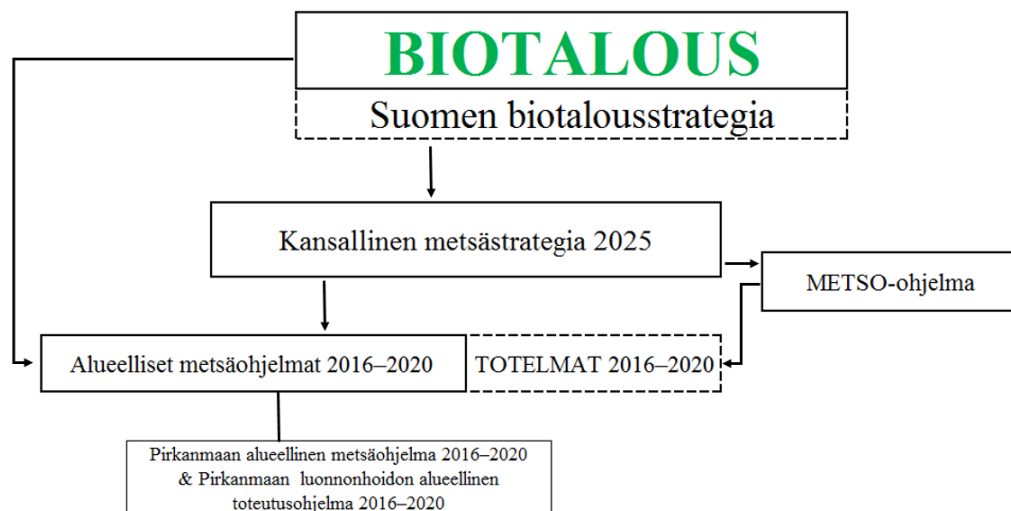 BIOTALOUS
Suomen biotalousstrategia
Kansallinen metsästrategia 2025
METSO-ohjelma
Alueelliset metsäohjelmat 2016–2020
TOTELMAT 2016–2020
Pirkanmaan alueellinen metsäohjelma 2016–2020
& Pirkanmaan luonnonhoidon alueellinen
toteutusohjelma 2016–2020